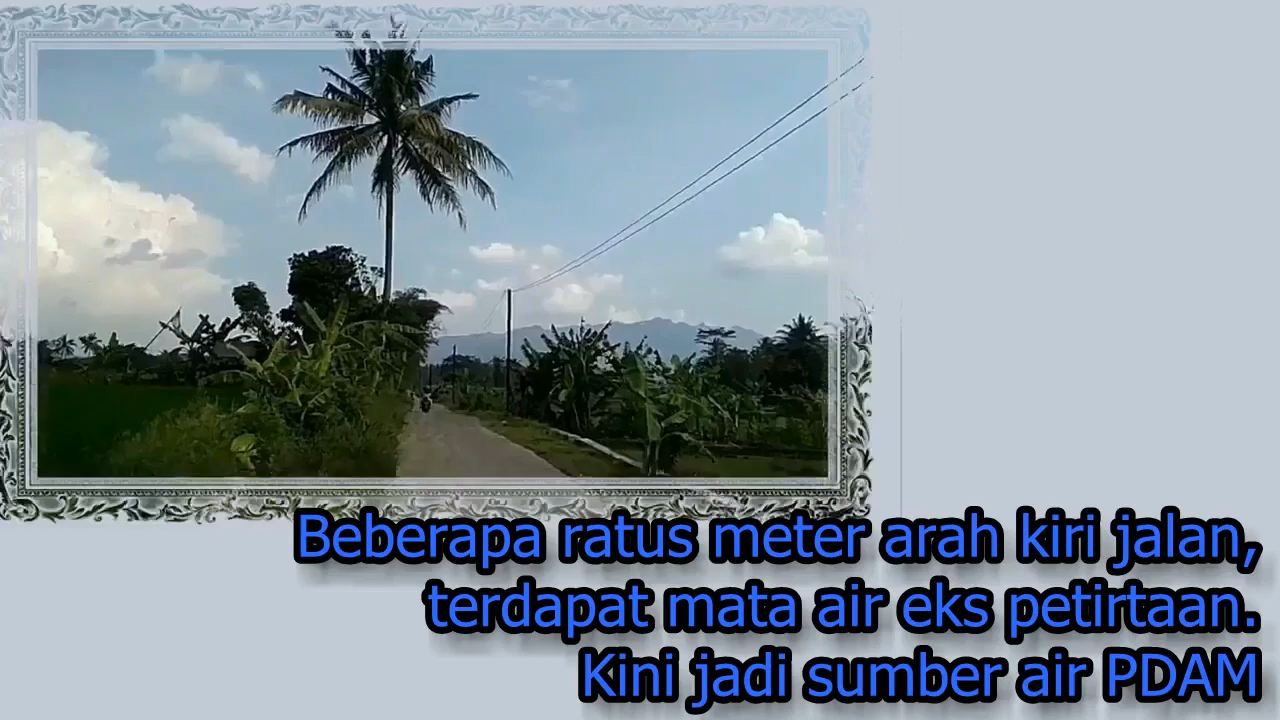 Beberapa ratus meter arah kiri jalan,
terdapat mata air eks petirtaan.
Kini jadi sumber air PDAM